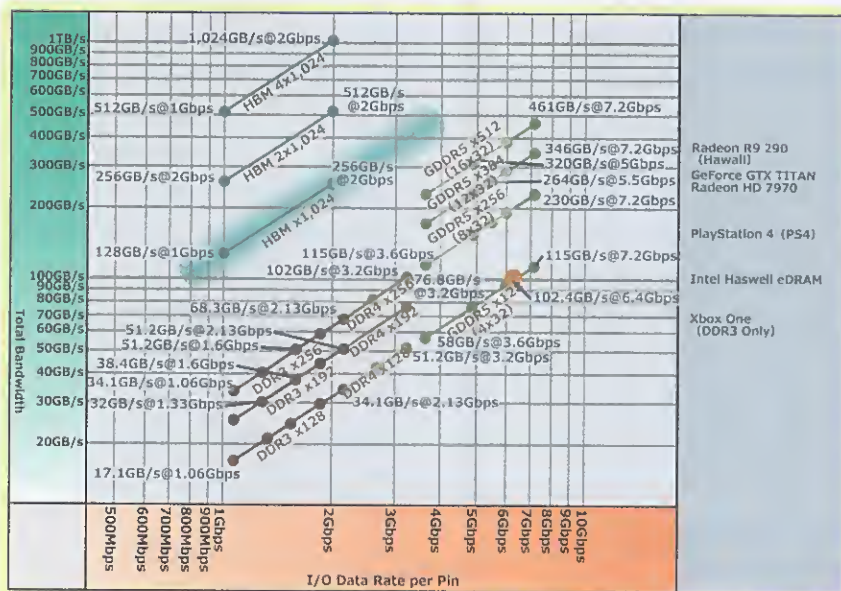 1TB/s
900GB/s
800GB/s
700GB/s
600GB/s
500GB/s
400GB/s
300GB/s
200GB/s
100GB/s
90GB/s
80GB/s
70GB/s
60GB/s
50GB/s
40GB/s
30GB/s
20GB/s
Total Bandwidth
1,024GB/s@2Gbps
HBM 4x1,024
512GB/s@1Gbps
512GB/s
@2Gbps
HBM 2x1,024
256GB/s@2Gbps
256GB/s
@2Gbps
HBM x1,024
128GB/s@1Gbps
461GB/s@7.2Gbps
GDDR5 x512
(16x32)
346GB/s@7.2Gbps
320GB/s@5Gbps
GDDR5 x384
(12x32)
264GB/s@5.5Gbps
GDDR5 x256
(8x32)
230GB/s@7.2Gbps
115GB/s@3.6Gbps
102GB/s@3.2Gbps
115GB/s@7.2Gbps
76.8GB/s
@3.2Gbps
102.4GB/s@6.4Gbps
68.3GB/s@2.13Gbps
DDR4 x256
DDR4 x192
(4x32)
51.2GB/s@2.13Gbps
51.2GB/s@1.6Gbps
58GB/s@3.6Gbps
51.2GB/s@3.2Gbps
DDR3 x256
DDR4 x128
38.4GB/s@1.6Gbps
34.1GB/s@1.06Gbps
DDR3 x192
32GB/s@1.33Gbps
34.1GB/s@2.13Gbps
DDR3 x128
17.1GB/s@1.06Gbps
Radeon R9 290
(Hawall)
GeForce GTX TITAN
Radeon HD 7970
PlayStation 4 (PS4)
Intel Haswell eDRAM
Xbox One
(DDR3 Only)
500Mbps
600Mbps
700Mbps
800Mbps
900Mbps
1Gbps
2Gbps
3Gbps
4Gbps
5Gbps
6Gbps
7Gbps
8Gbps
9Gbps
10Gbps
I/O Data Rate per Pin